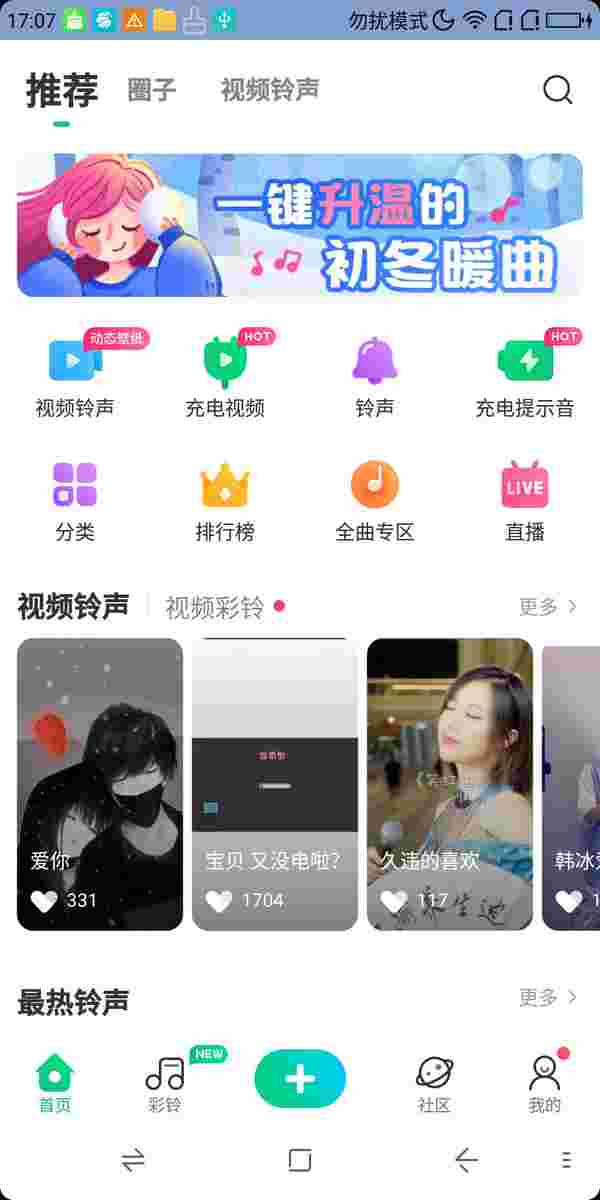 17:07
勿扰模式
推荐 圈子 视频铃声
一键升温的
初冬暖曲
动态壁纸 HOT HOT
视频铃声 充电视频 铃声 充电提示音
LIVE
分类 排行榜 全曲专区 直播
视频铃声 视频彩铃 更多
爱你 宝贝 又没电啦? 久违的喜欢 韩冰
331 1704 117 1
最热铃声 更多
NEW
首页 彩铃 社区 我的